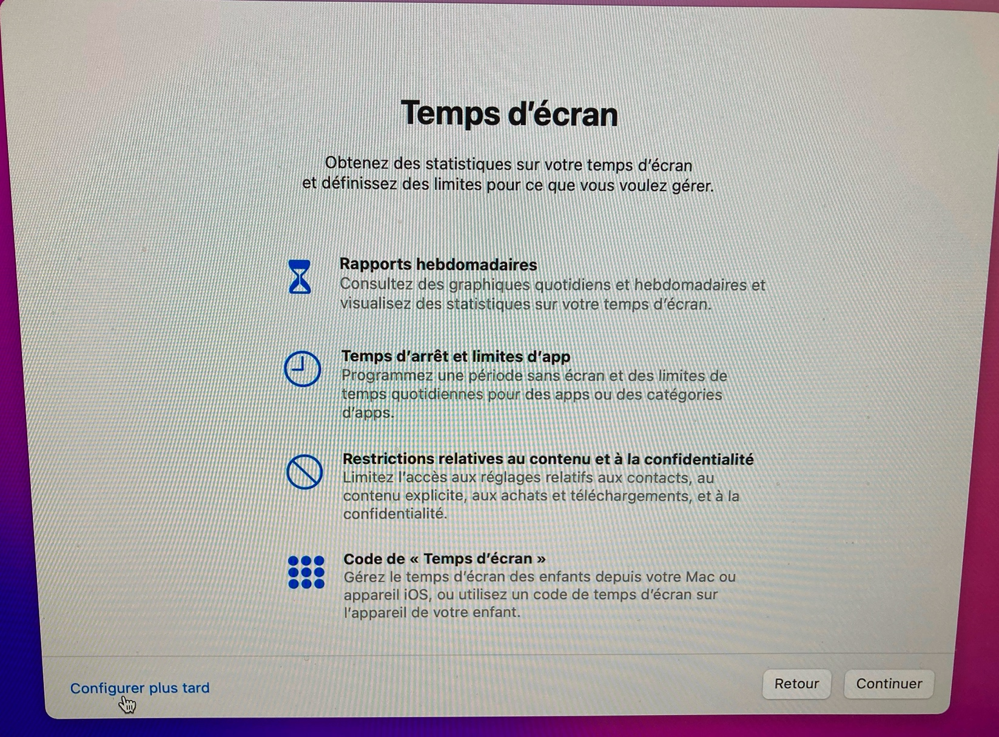 Temps d’écran
Obtenez des statistiques sur votre temps d’écran
et définissez des limites pour ce que vous voulez gérer.
Rapports hebdomadaires
Consultez des graphiques quotidiens et hebdomadaires et
visualisez des statistiques sur votre temps d’écran.
Temps d’arrêt et limites d’app
Programmez une période sans écran et des limites de
temps quotidiennes pour des apps ou des catégories
d’apps.
Restrictions relatives au contenu et à la confidentialité
Limitez l’accès aux réglages relatifs aux contacts, au
contenu explicite, aux achats et téléchargements, et à la
confidentialité.
Code de « Temps d’écran »
Gérez le temps d’écran des enfants depuis votre Mac ou
appareil iOS, ou utilisez un code de temps d’écran sur
l’appareil de votre enfant.
Configurer plus tard
Retour
Continuer